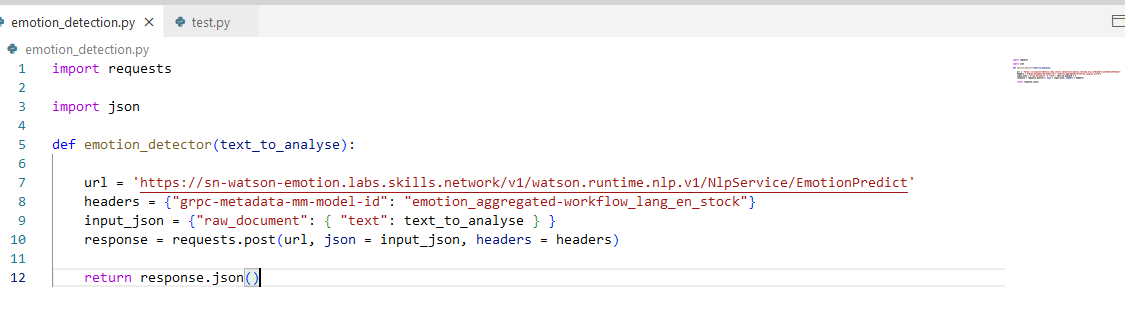 emotion_detection.py × test.py
emotion_detection.py
1 import requests
2
3 import json
4
5 def emotion_detector(text_to_analyse):
6
7     url = 'https://sn-watson-emotion.labs.skills.network/v1/watson.runtime.nlp.v1/NlpService/EmotionPredict'
8     headers = {"grpc-metadata-mm-model-id": "emotion_aggregated-workflow_lang_en_stock"}
9     input_json = {"raw_document": { "text": text_to_analyse } }
10     response = requests.post(url, json = input_json, headers = headers)
11
12     return response.json()